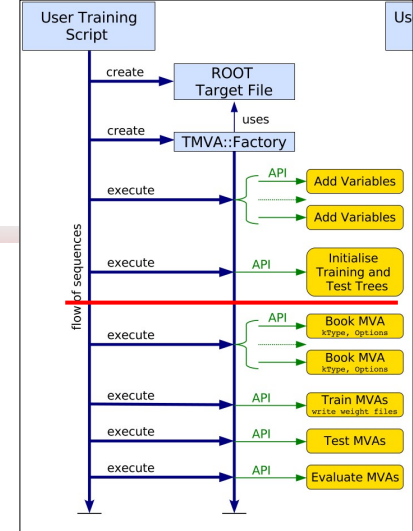 User Training
Script
Us
create
ROOT
Target File
uses
create
TMVA::Factory
execute
API
Add Variables
Add Variables
execute
API
Initialise
Training and
Test Trees
flow of sequences
execute
API
Book MVA
kType, Options
Book MVA
kType, Options
execute
API
Train MVAs
write weight files
execute
API
Test MVAs
execute
API
Evaluate MVAs